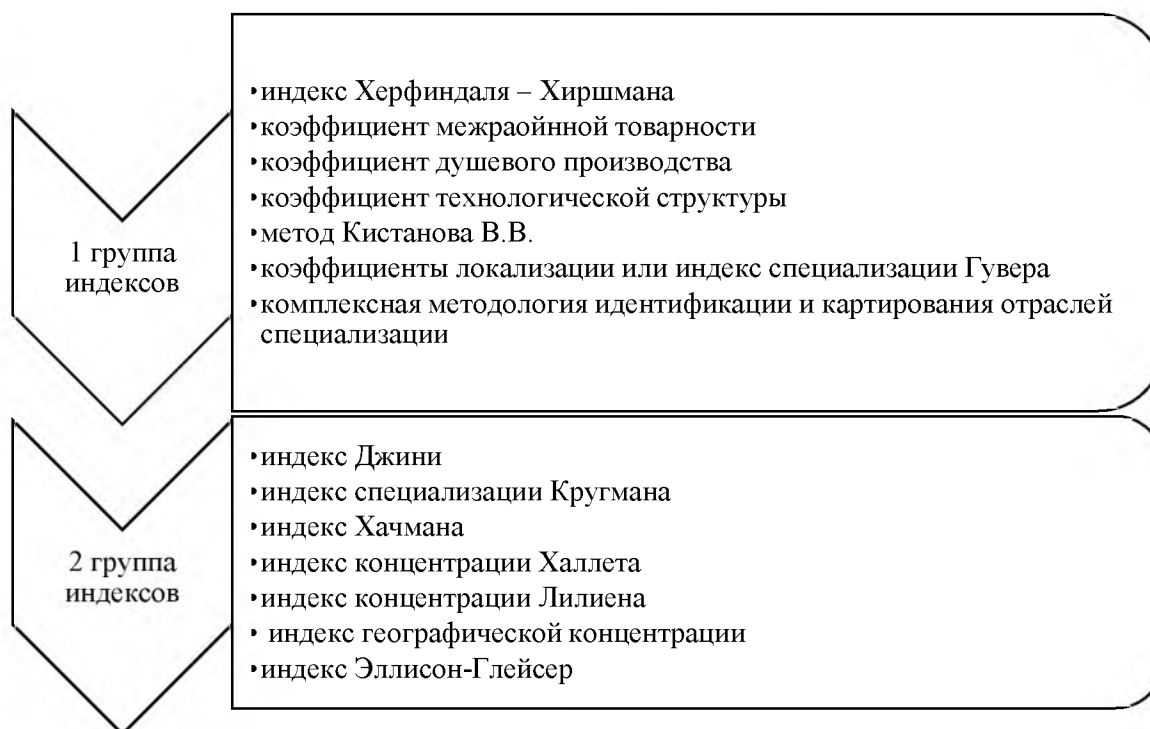 1 группа
индексов
•индекс Херфиндаля – Хиршмана
•коэффициент межраойнной товарности
•коэффициент душевого производства
•коэффициент технологической структуры
•метод Кистанова В.В.
•коэффициенты локализации или индекс специализации Гувера
•комплексная методология идентификации и картирования отраслей
специализации
2 группа
индексов
•индекс Джини
•индекс специализации Кругмана
•индекс Хачмана
•индекс концентрации Халлета
•индекс концентрации Лилиена
• индекс географической концентрации
•индекс Эллисон-Глейсер